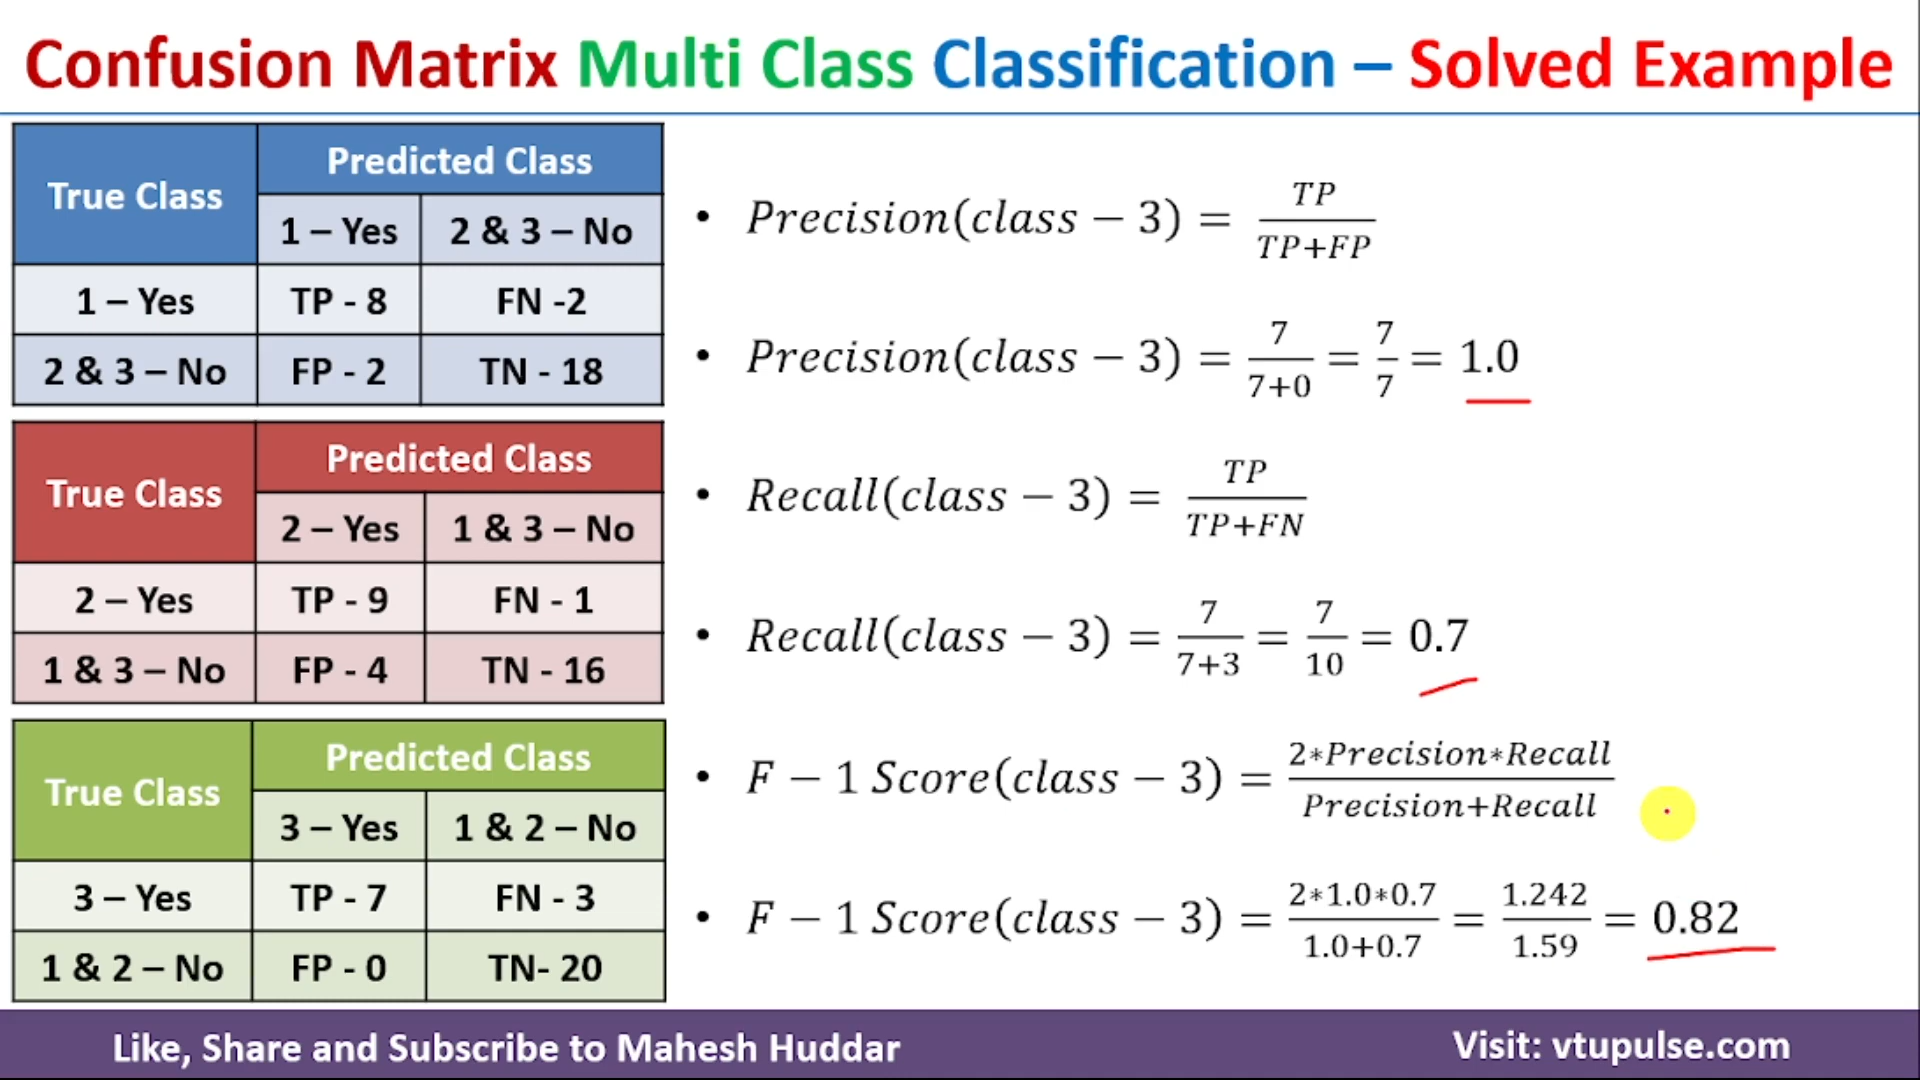 Confusion Matrix Multi Class Classification – Solved Example
True Class
Predicted Class
1 – Yes 2 & 3 – No
1 – Yes TP - 8 FN -2
2 & 3 – No FP - 2 TN - 18
True Class
Predicted Class
2 – Yes 1 & 3 – No
2 – Yes TP - 9 FN - 1
1 & 3 – No FP - 4 TN - 16
True Class
Predicted Class
3 – Yes 1 & 2 – No
3 – Yes TP - 7 FN - 3
1 & 2 – No FP - 0 TN- 20
• Precision(class − 3) = TP / TP+FP
• Precision(class − 3) = 7 / 7+0 = 7 / 7 = 1.0
• Recall(class − 3) = TP / TP+FN
• Recall(class − 3) = 7 / 7+3 = 7 / 10 = 0.7
• F − 1 Score(class − 3) = 2∗Precision∗Recall / Precision+Recall
• F − 1 Score(class − 3) = 2∗1.0∗0.7 / 1.0+0.7 = 1.242 / 1.59 = 0.82
Like, Share and Subscribe to Mahesh Huddar
Visit: vtupulse.com